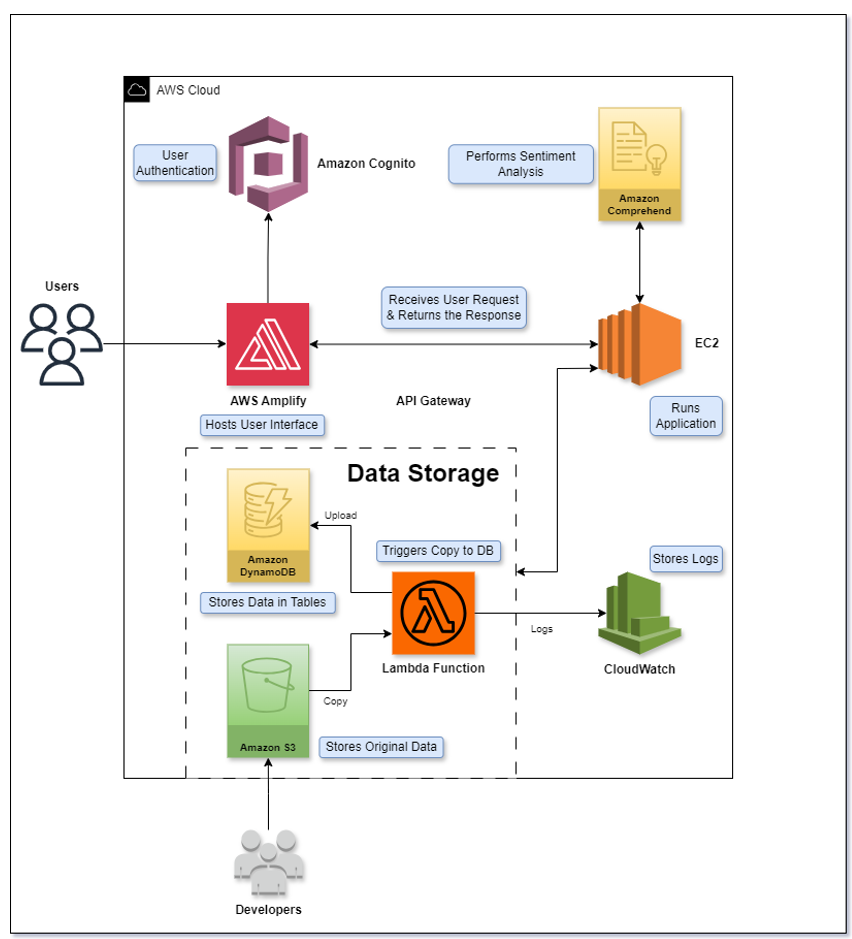 AWS Cloud
User
Authentication
Amazon Cognito
Performs Sentiment
Analysis
Amazon
Comprehend
Users
Receives User Request
& Returns the Response
EC2
AWS Amplify
API Gateway
Runs
Application
Hosts User Interface
Data Storage
Upload
Triggers Copy to DB
Amazon
DynamoDB
Stores Logs
Stores Data in Tables
Logs
Lambda Function
CloudWatch
Copy
Amazon S3
Stores Original Data
Developers